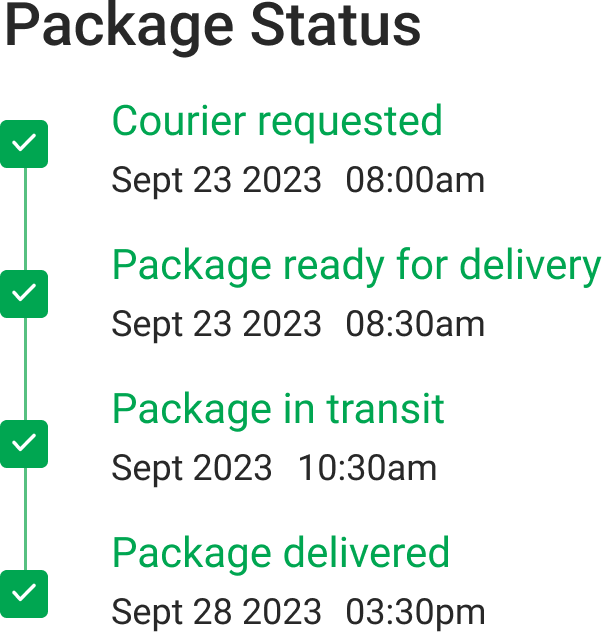 Package Status
Courier requested
Sept 23 2023 08:00am
Package ready for delivery
Sept 23 2023 08:30am
Package in transit
Sept 2023 10:30am
Package delivered
Sept 28 2023 03:30pm